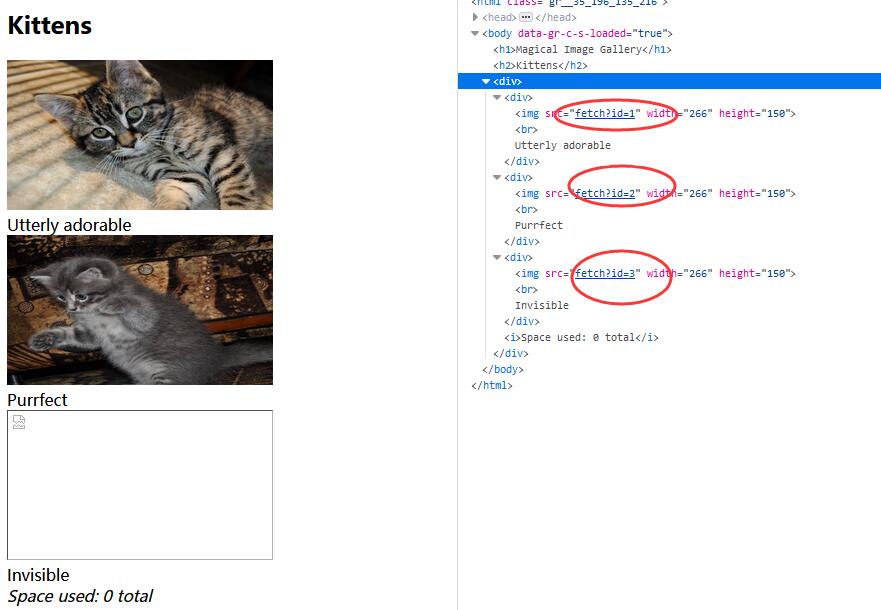 Kittens
Utterly adorable
Purrfect
Invisible
Space used: 0 total
<html class="gr__35_196_135_216">
<head> ••• </head>
<body data-gr-c-s-loaded="true">
<h1>Magical Image Gallery</h1>
<h2>Kittens</h2>
<div>
<div>
<img src="fetch?id=1" width="266" height="150">
<br>
Utterly adorable
</div>
<div>
<img src="fetch?id=2" width="266" height="150">
<br>
Purrfect
</div>
<div>
<img src="fetch?id=3" width="266" height="150">
<br>
Invisible
</div>
<i>Space used: 0 total</i>
</div>
</body>
</html>